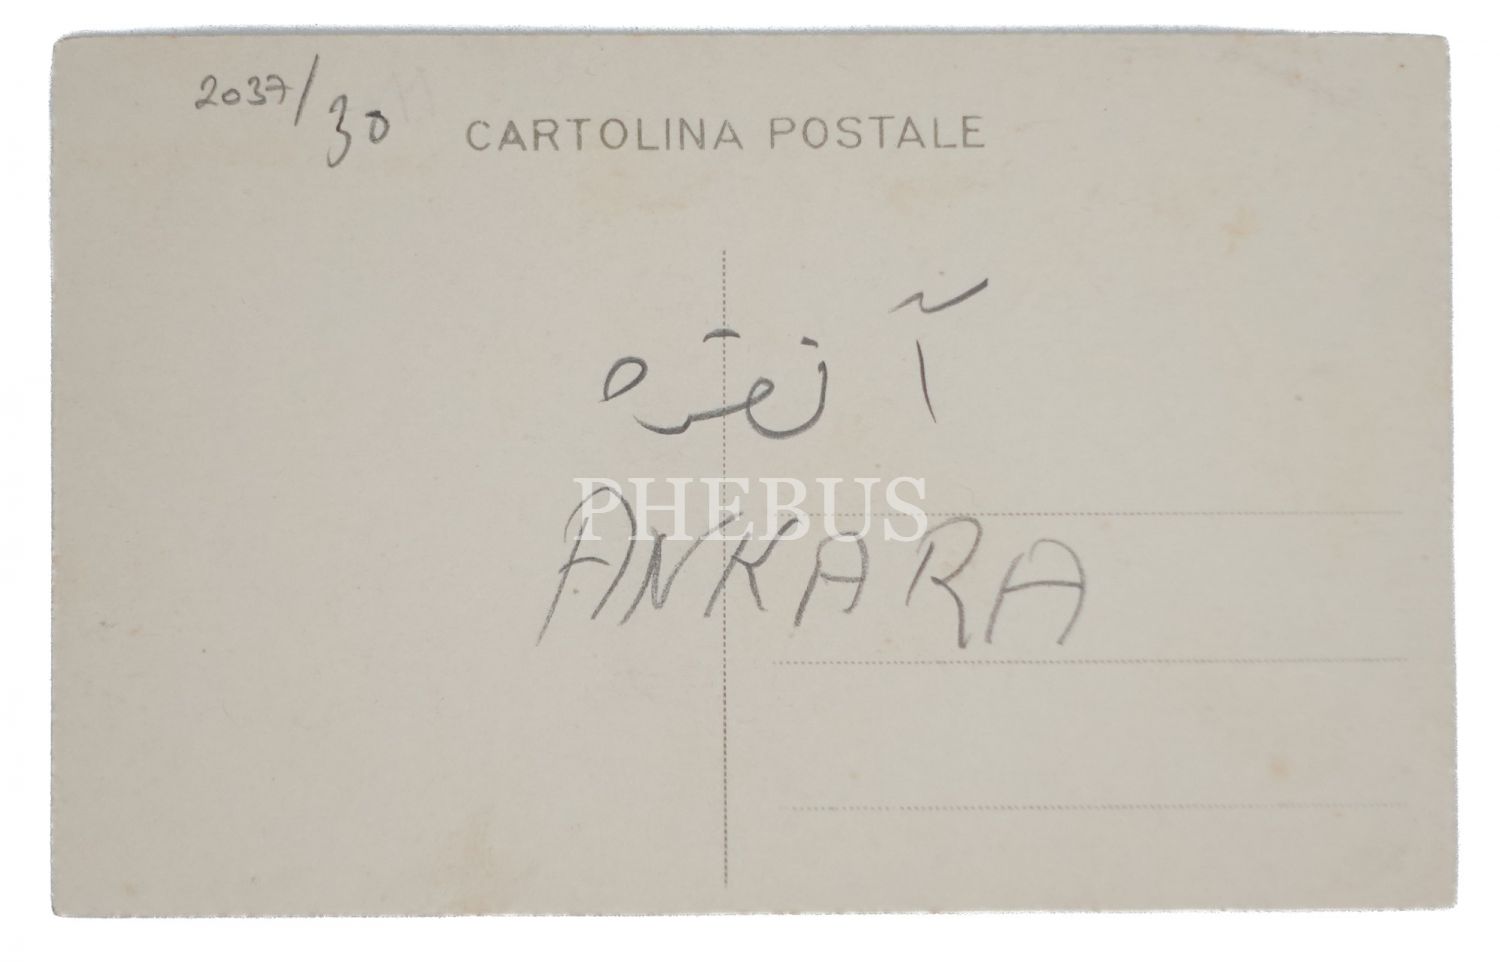 2037/30
CARTOLINA POSTALE
آنقره
PHEBUS
ANKARA